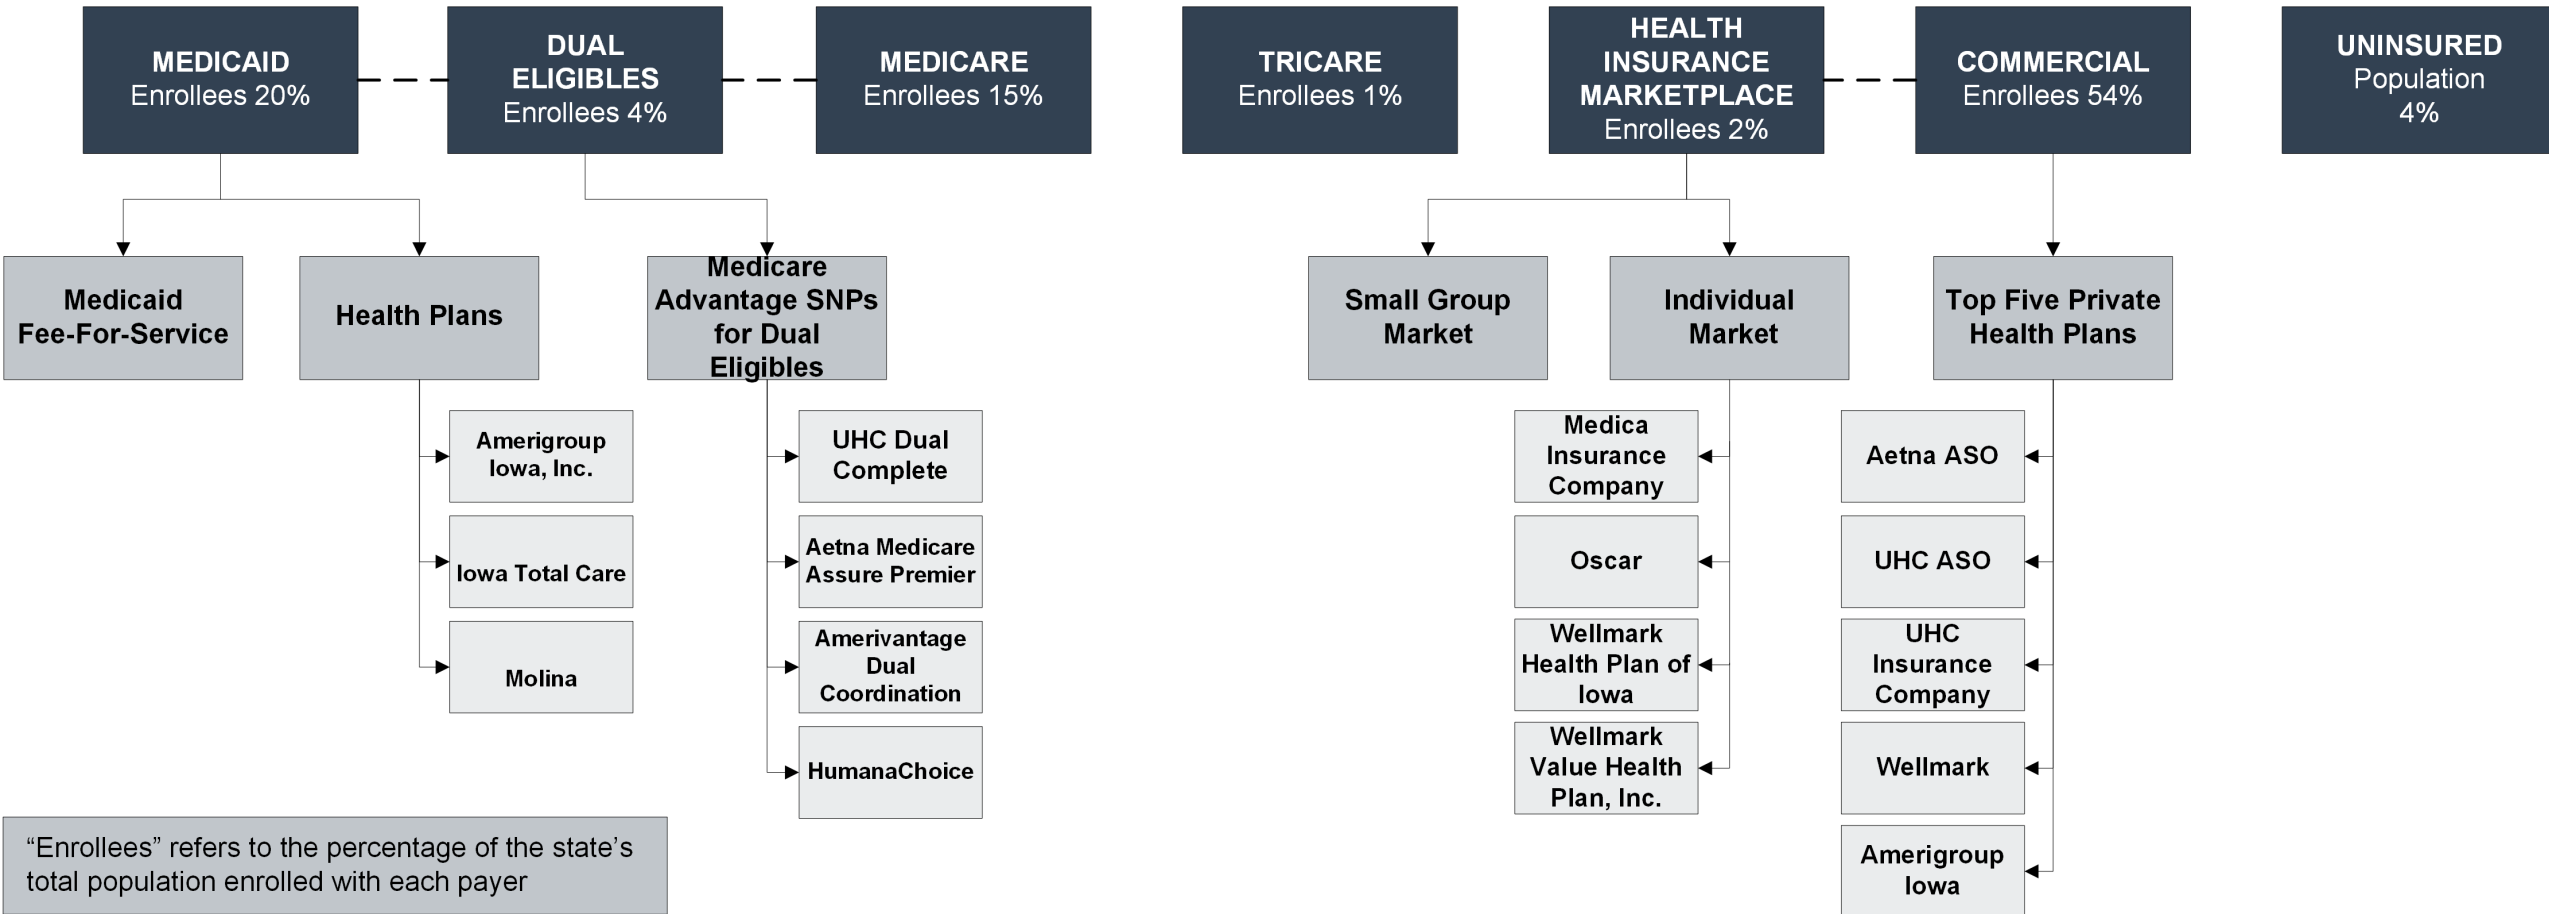 MEDICAID
Enrollees 20%
DUAL
ELIGIBLES
Enrollees 4%
MEDICARE
Enrollees 15%
TRICARE
Enrollees 1%
HEALTH
INSURANCE
MARKETPLACE
Enrollees 2%
COMMERCIAL
Enrollees 54%
UNINSURED
Population
4%
Medicaid
Fee-For-Service
Health Plans
Medicare
Advantage SNPs
for Dual
Eligibles
Small Group
Market
Individual
Market
Top Five Private
Health Plans
Amerigroup
Iowa, Inc.
Iowa Total Care
Molina
UHC Dual
Complete
Aetna Medicare
Assure Premier
Amerivantage
Dual
Coordination
HumanaChoice
Medica
Insurance
Company
Oscar
Wellmark
Health Plan of
Iowa
Wellmark
Value Health
Plan, Inc.
Aetna ASO
UHC ASO
UHC
Insurance
Company
Wellmark
Amerigroup
Iowa
“Enrollees” refers to the percentage of the state’s
total population enrolled with each payer